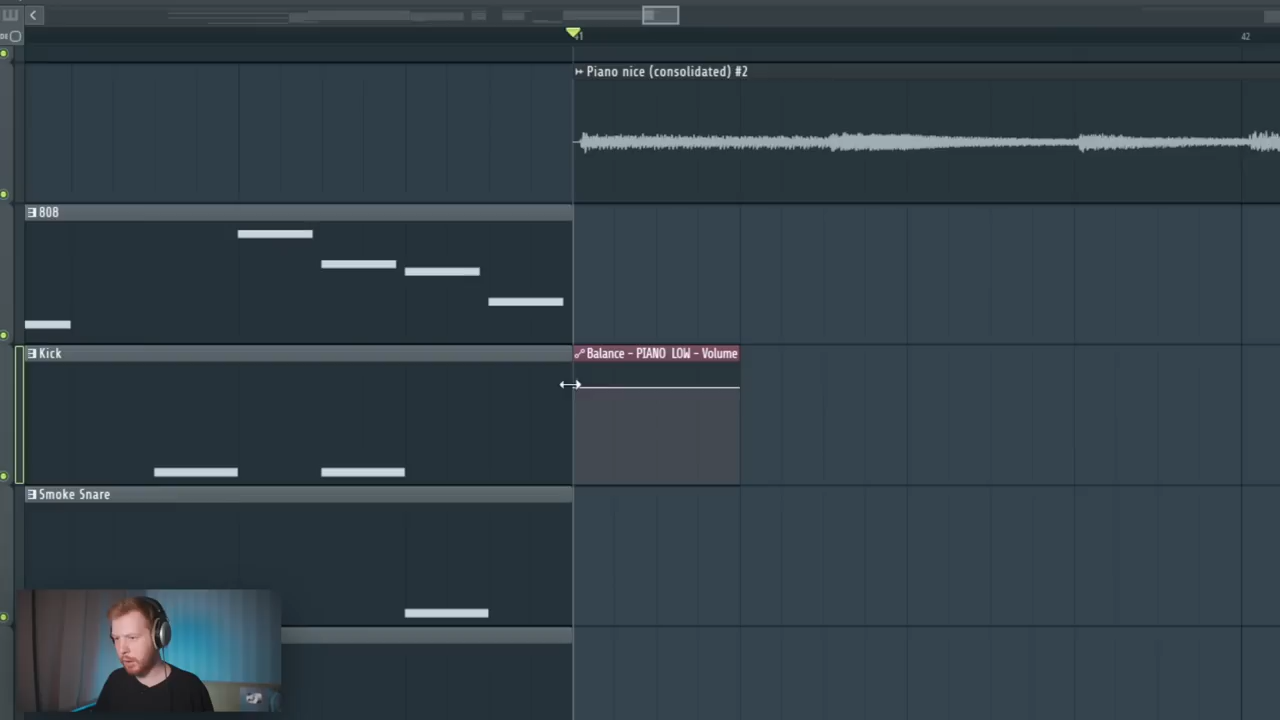 42
Piano nice (consolidated) #2
808
Kick
Balance - PIANO LOW - Volume
Smoke Snare